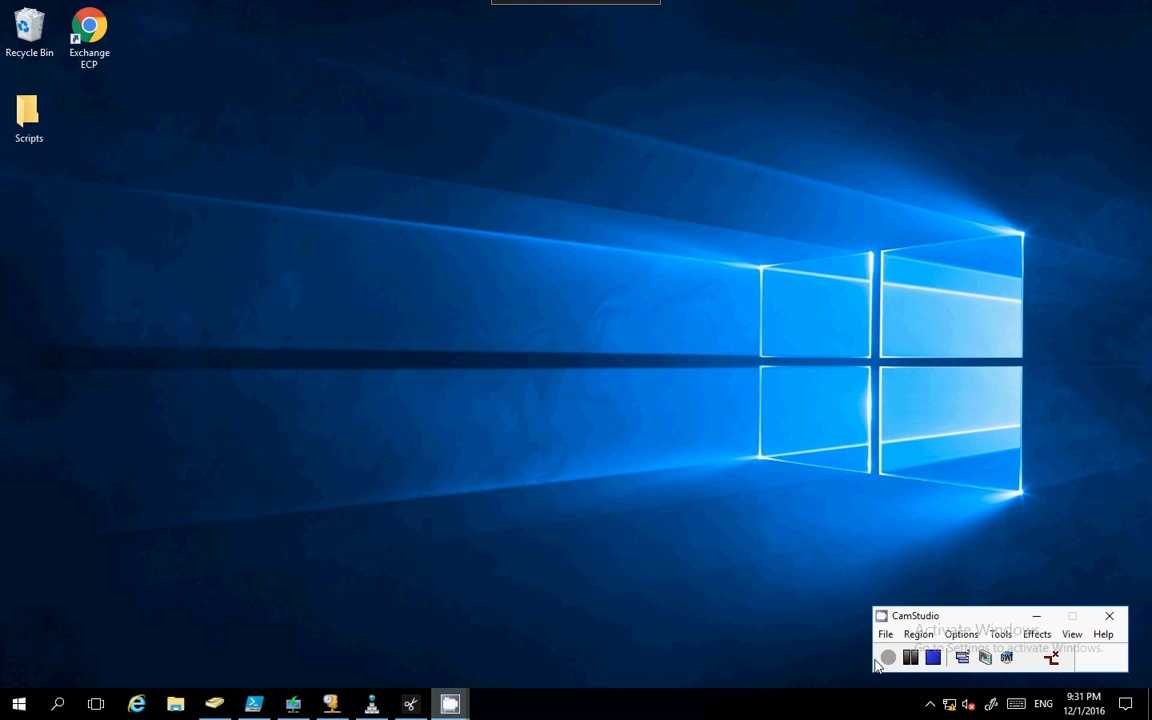 Recycle Bin
Exchange
ECP
Scripts
CamStudio
Activate Windows
File Region Options Tools Effects View Help
Go to Settings to activate Windows.
ENG
9:31 PM
12/1/2016